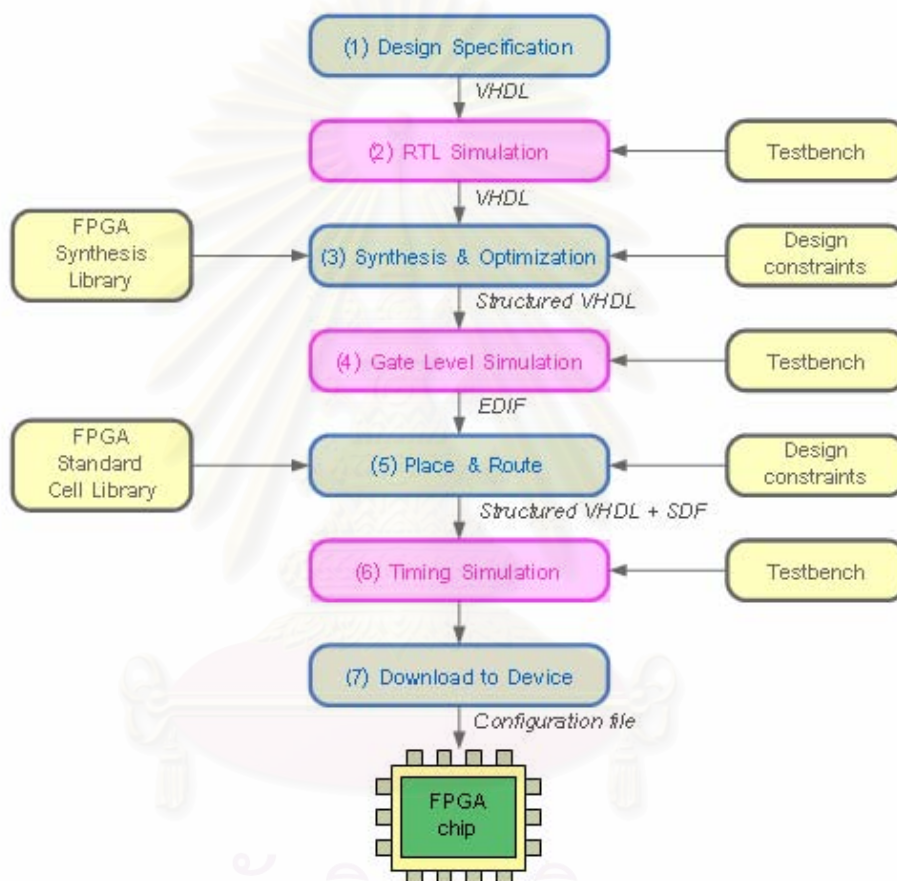 (1) Design Specification
VHDL
(2) RTL Simulation
Testbench
VHDL
FPGA
Synthesis
Library
(3) Synthesis & Optimization
Design
constraints
Structured VHDL
(4) Gate Level Simulation
Testbench
EDIF
FPGA
Standard
Cell Library
(5) Place & Route
Design
constraints
Structured VHDL + SDF
(6) Timing Simulation
Testbench
(7) Download to Device
Configuration file
FPGA
chip